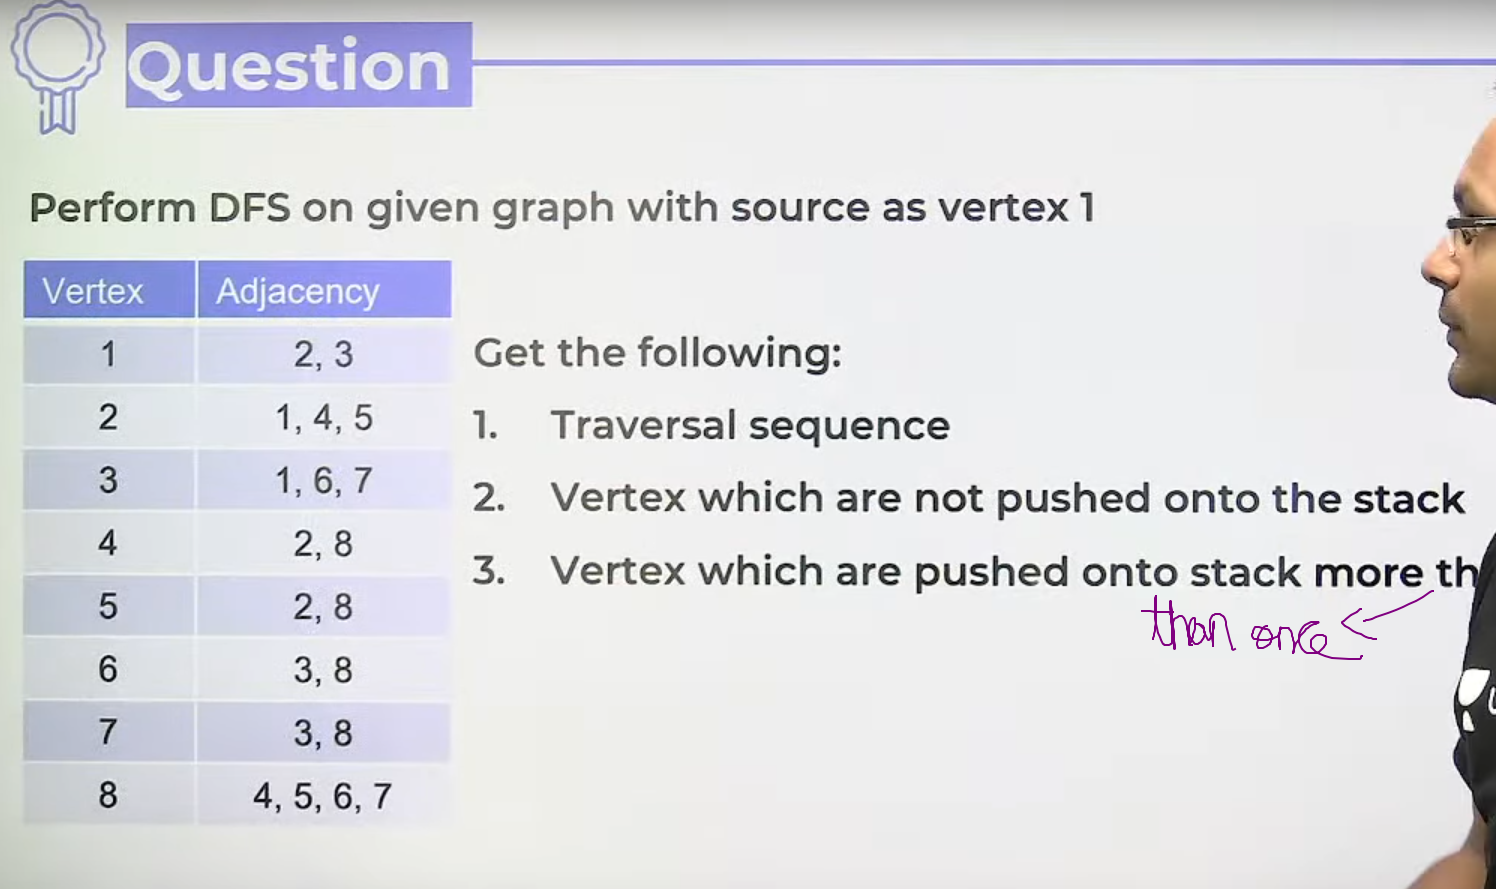 Question
Perform DFS on given graph with source as vertex 1
Vertex Adjacency
1 2, 3
2 1, 4, 5
3 1, 6, 7
4 2, 8
5 2, 8
6 3, 8
7 3, 8
8 4, 5, 6, 7
Get the following:
1. Traversal sequence
2. Vertex which are not pushed onto the stack
3. Vertex which are pushed onto stack more th
than once